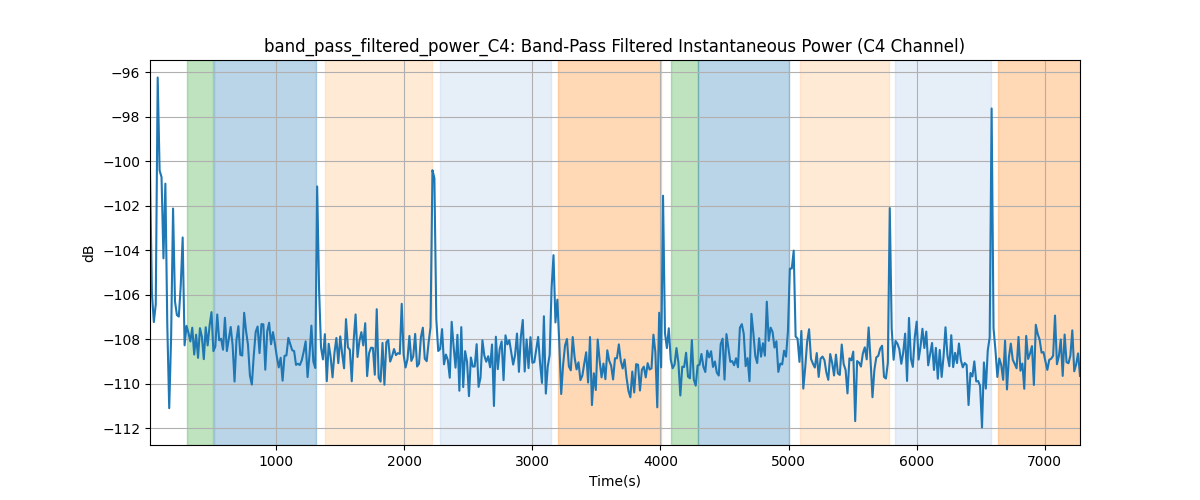 band_pass_filtered_power_C4: Band-Pass Filtered Instantaneous Power (C4 Channel)
−96
−98
−100
−102
−104
−106
−108
−110
−112
dB
1000 2000 3000 4000 5000 6000 7000
Time(s)